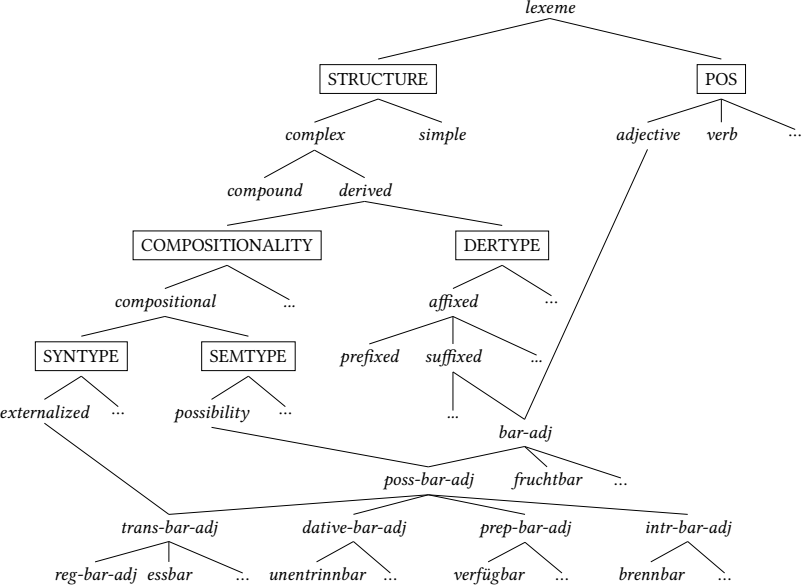 lexeme
STRUCTURE POS
complex simple adjective verb ...
compound derived
COMPOSITIONALITY DERTYPE
compositional ... affixed ...
SYNTYPE SEMTYPE prefixed suffixed ...
externalized ... possibility ... ...
bar-adj
poss-bar-adj fruchtbar ...
trans-bar-adj dative-bar-adj prep-bar-adj intr-bar-adj
reg-bar-adj essbar ... unentrinnbar ... verfügbar ... brennbar ...